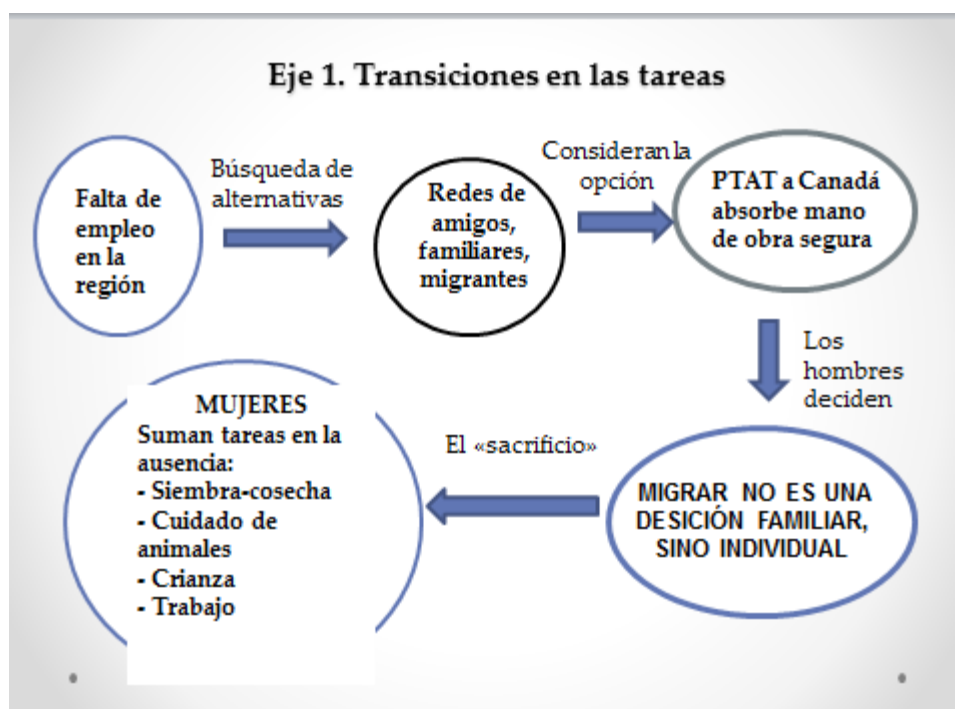 Eje 1. Transiciones en las tareas
Falta de
empleo
en la
región
Búsqueda de
alternativas
Redes de
amigos,
familiares,
migrantes
Consideran la
opción
PTAT a Canadá
absorbe mano
de obra segura
Los
hombres
deciden
MIGRAR NO ES UNA
DESICIÓN FAMILIAR,
SINO INDIVIDUAL
El «sacrificio»
MUJERES
Suman tareas en la
ausencia:
- Siembra-cosecha
- Cuidado de
animales
- Crianza
- Trabajo